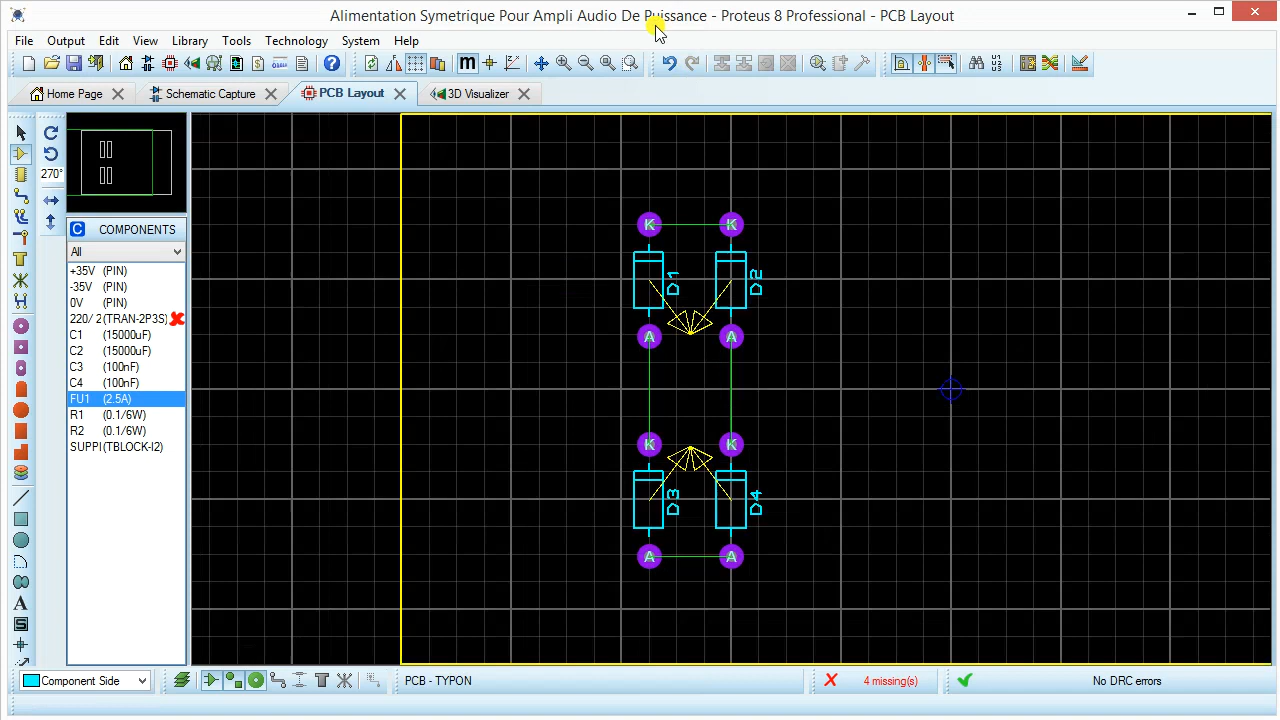 Alimentation Symetrique Pour Ampli Audio De Puissance - Proteus 8 Professional - PCB Layout
File Output Edit View Library Tools Technology System Help
Home Page Schematic Capture PCB Layout 3D Visualizer
270°
C COMPONENTS
All
+35V (PIN)
-35V (PIN)
0V (PIN)
220/ 2 (TRAN-2P3S)
C1 (15000uF)
C2 (15000uF)
C3 (100nF)
C4 (100nF)
FU1 (2.5A)
R1 (0.1/6W)
R2 (0.1/6W)
SUPPI (TBLOCK-I2)
K K
D1 D2
A A
K K
D3 D4
A A
Component Side PCB - TYPON 4 missing(s) No DRC errors